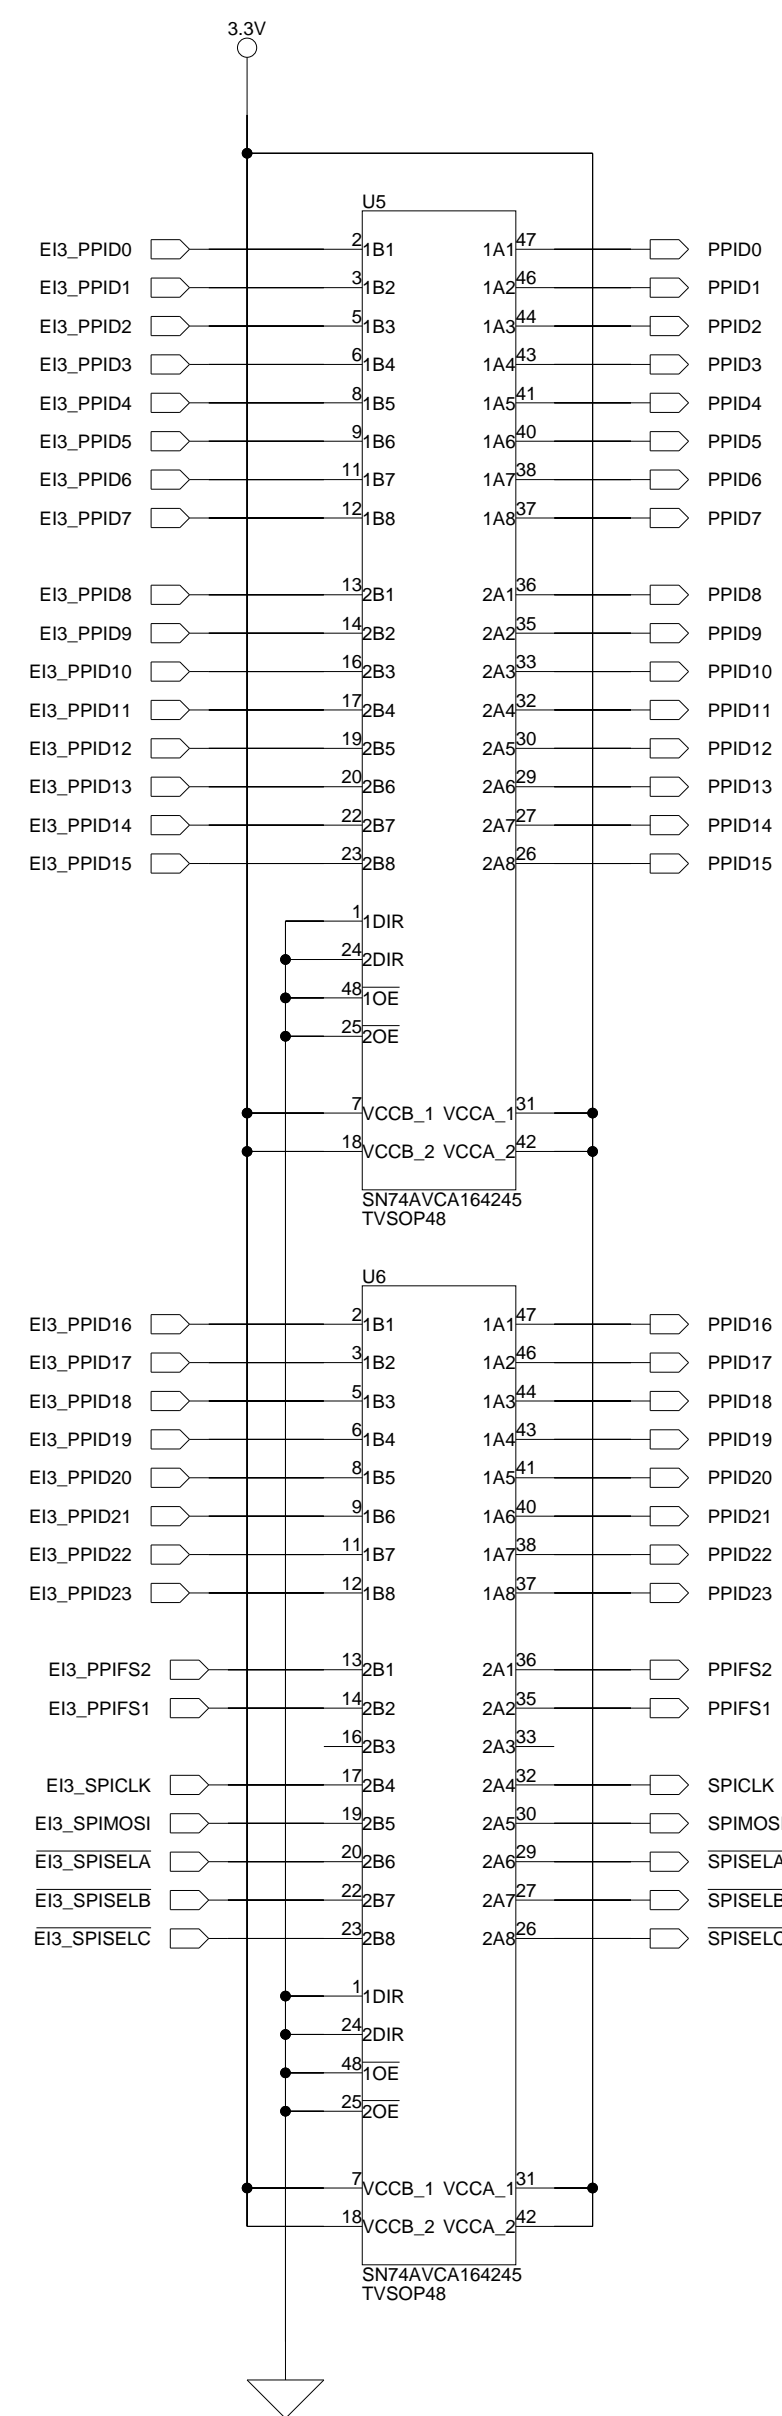 3.3V
U5
EI3_PPID0 2 1B1 1A1 47 PPID0
EI3_PPID1 3 1B2 1A2 46 PPID1
EI3_PPID2 5 1B3 1A3 44 PPID2
EI3_PPID3 6 1B4 1A4 43 PPID3
EI3_PPID4 8 1B5 1A5 41 PPID4
EI3_PPID5 9 1B6 1A6 40 PPID5
EI3_PPID6 11 1B7 1A7 38 PPID6
EI3_PPID7 12 1B8 1A8 37 PPID7
EI3_PPID8 13 2B1 2A1 36 PPID8
EI3_PPID9 14 2B2 2A2 35 PPID9
EI3_PPID10 16 2B3 2A3 33 PPID10
EI3_PPID11 17 2B4 2A4 32 PPID11
EI3_PPID12 19 2B5 2A5 30 PPID12
EI3_PPID13 20 2B6 2A6 29 PPID13
EI3_PPID14 22 2B7 2A7 27 PPID14
EI3_PPID15 23 2B8 2A8 26 PPID15
1 1DIR
24 2DIR
48 1OE
25 2OE
7 VCCB_1 VCCA_1 31
18 VCCB_2 VCCA_2 42
SN74AVCA164245
TVSOP48
U6
EI3_PPID16 2 1B1 1A1 47 PPID16
EI3_PPID17 3 1B2 1A2 46 PPID17
EI3_PPID18 5 1B3 1A3 44 PPID18
EI3_PPID19 6 1B4 1A4 43 PPID19
EI3_PPID20 8 1B5 1A5 41 PPID20
EI3_PPID21 9 1B6 1A6 40 PPID21
EI3_PPID22 11 1B7 1A7 38 PPID22
EI3_PPID23 12 1B8 1A8 37 PPID23
EI3_PPIFS2 13 2B1 2A1 36 PPIFS2
EI3_PPIFS1 14 2B2 2A2 35 PPIFS1
16 2B3 2A3 33
EI3_SPICLK 17 2B4 2A4 32 SPICLK
EI3_SPIMOSI 19 2B5 2A5 30 SPIMOSI
EI3_SPISELA 20 2B6 2A6 29 SPISELA
EI3_SPISELB 22 2B7 2A7 27 SPISELB
EI3_SPISELC 23 2B8 2A8 26 SPISELC
1 1DIR
24 2DIR
48 1OE
25 2OE
7 VCCB_1 VCCA_1 31
18 VCCB_2 VCCA_2 42
SN74AVCA164245
TVSOP48